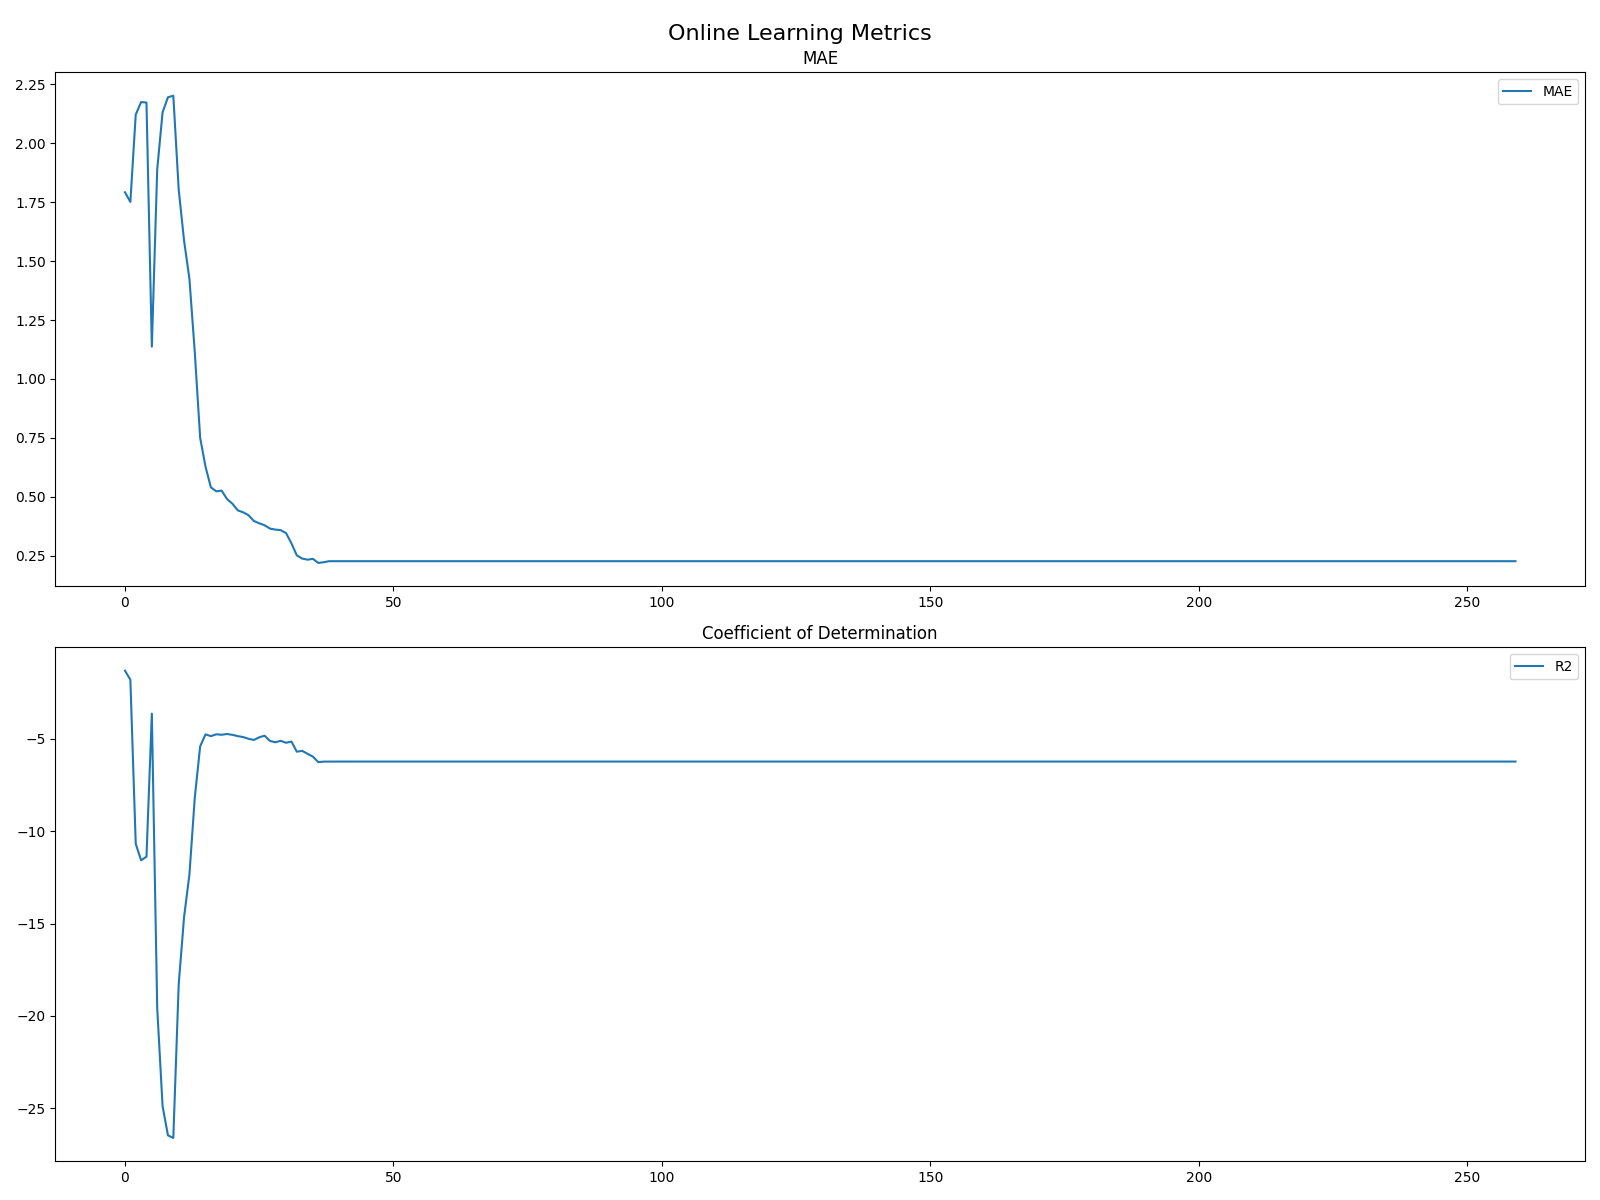 Online Learning Metrics
MAE
2.25
2.00
1.75
1.50
1.25
1.00
0.75
0.50
0.25
MAE
0 50 100 150 200 250
Coefficient of Determination
−5
−10
−15
−20
−25
R2
0 50 100 150 200 250